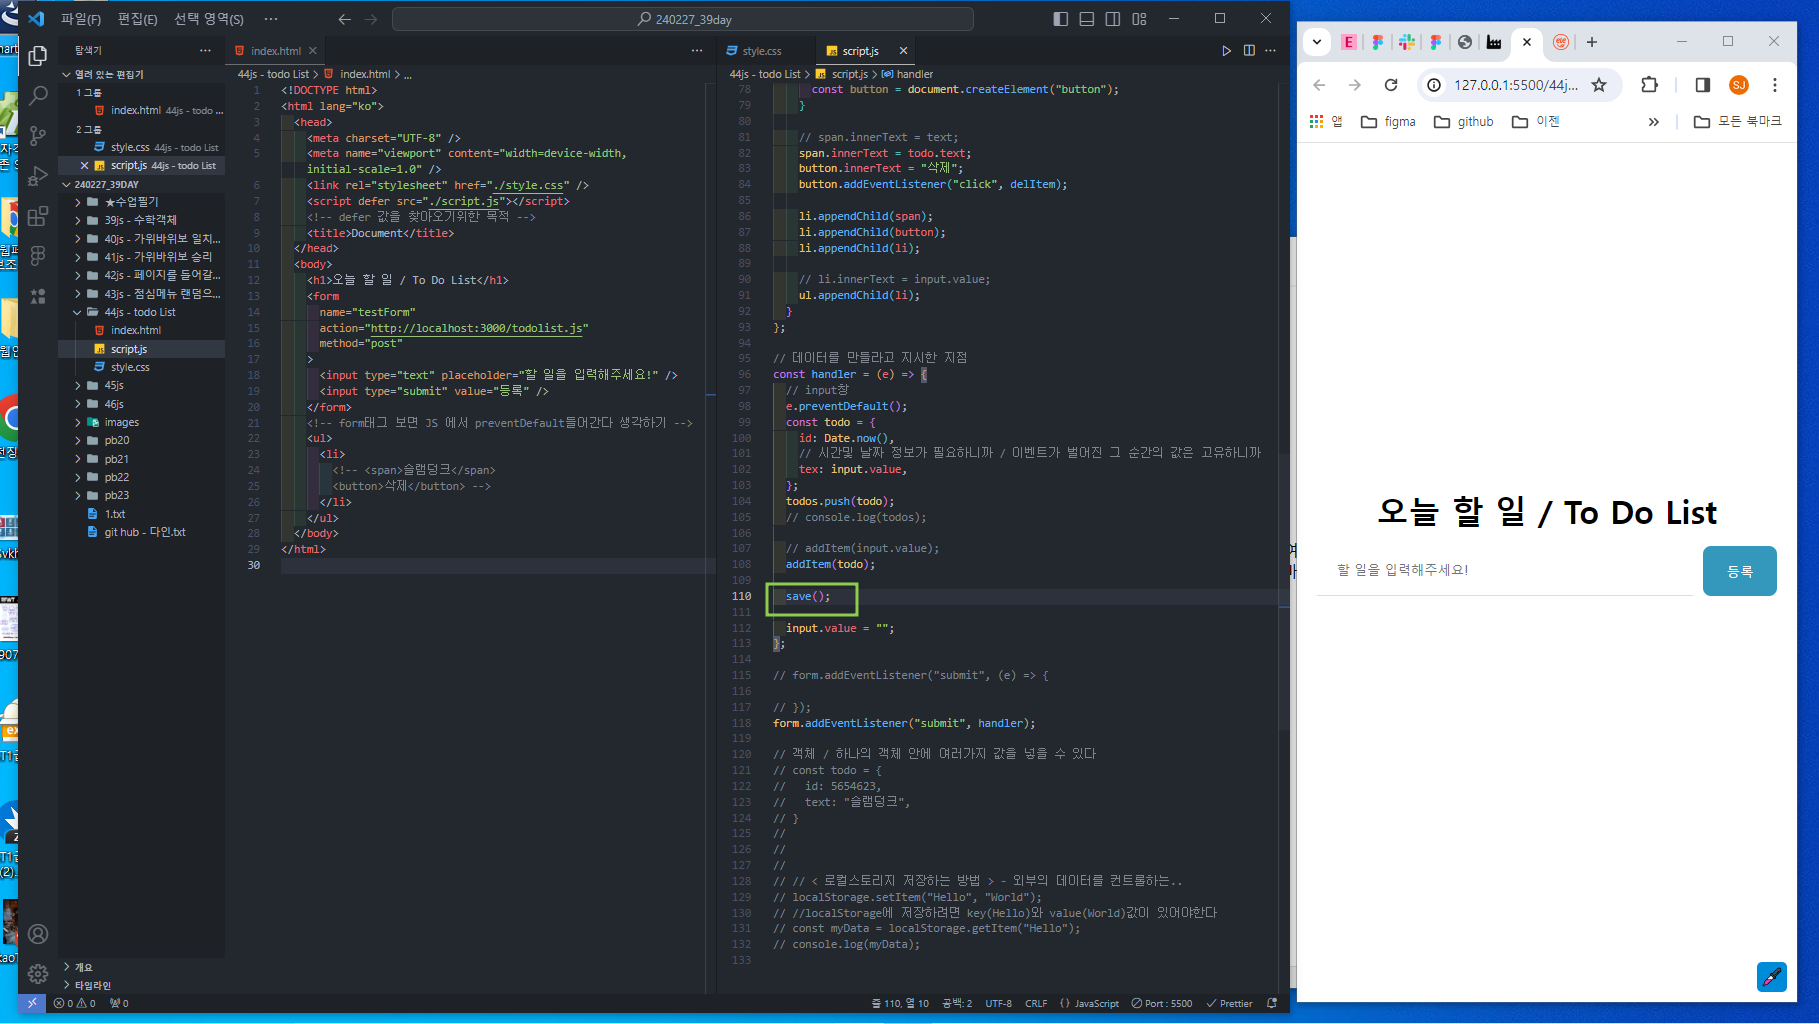 파일(F) 편집(E) 선택 영역(S) ···
240227_39day
탐색기 ···
열려 있는 편집기
1 그룹
index.html 44js - todo ...
2 그룹
style.css 44js - todo List
script.js 44js - todo List
240227_39DAY
★수업필기
39js - 수학객체
40js - 가위바위보 일치...
41js - 가위바위보 승리
42js - 페이지를 들어갈...
43js - 점심메뉴 랜덤으...
44js - todo List
index.html
script.js
style.css
45js
46js
images
pb20
pb21
pb22
pb23
1.txt
git hub - 다인.txt
개요
타임라인
index.html
44js - todo List > index.html > ...
1 <!DOCTYPE html>
2 <html lang="ko">
3 <head>
4 <meta charset="UTF-8" />
5 <meta name="viewport" content="width=device-width,
initial-scale=1.0" />
6 <link rel="stylesheet" href="./style.css" />
7 <script defer src="./script.js"></script>
8 <!-- defer 값을 찾아오기위한 목적 -->
9 <title>Document</title>
10 </head>
11 <body>
12 <h1>오늘 할 일 / To Do List</h1>
13 <form
14 name="testForm"
15 action="http://localhost:3000/todolist.js"
16 method="post"
17 >
18 <input type="text" placeholder="할 일을 입력해주세요!" />
19 <input type="submit" value="등록" />
20 </form>
21 <!-- form태그 보면 JS 에서 preventDefault들어간다 생각하기 -->
22 <ul>
23 <li>
24 <!-- <span>슬램덩크</span>
25 <button>삭제</button> -->
26 </li>
27 </ul>
28 </body>
29 </html>
30
style.css
script.js
44js - todo List > script.js > handler
78 const button = document.createElement("button");
79 }
80
81 // span.innerText = text;
82 span.innerText = todo.text;
83 button.innerText = "삭제";
84 button.addEventListener("click", delItem);
85
86 li.appendChild(span);
87 li.appendChild(button);
88 li.appendChild(li);
89
90 // li.innerText = input.value;
91 ul.appendChild(li);
92 }
93 };
94
95 // 데이터를 만들라고 지시한 지점
96 const handler = (e) => {
97 // input창
98 e.preventDefault();
99 const todo = {
100 id: Date.now(),
101 // 시간및 날짜 정보가 필요하니까 / 이벤트가 벌어진 그 순간의 값은 고유하니까
102 tex: input.value,
103 };
104 todos.push(todo);
105 // console.log(todos);
106
107 // addItem(input.value);
108 addItem(todo);
109
110 save();
111
112 input.value = "";
113 };
114
115 // form.addEventListener("submit", (e) => {
116
117 // });
118 form.addEventListener("submit", handler);
119
120 // 객체 / 하나의 객체 안에 여러가지 값을 넣을 수 있다
121 // const todo = {
122 // id: 5654623,
123 // text: "슬램덩크",
124 // }
125 //
126 //
127 //
128 // // < 로컬스토리지 저장하는 방법 > - 외부의 데이터를 컨트롤하는..
129 // localStorage.setItem("Hello", "World");
130 // //localStorage에 저장하려면 key(Hello)와 value(World)값이 있어야한다
131 // const myData = localStorage.getItem("Hello");
132 // console.log(myData);
133
0 0 0
줄 110, 열 10 공백: 2 UTF-8 CRLF {} JavaScript Port : 5500 Prettier
127.0.0.1:5500/44j... SJ
앱 figma github 이젠 » 모든 북마크
오늘 할 일 / To Do List
할 일을 입력해주세요! 등록